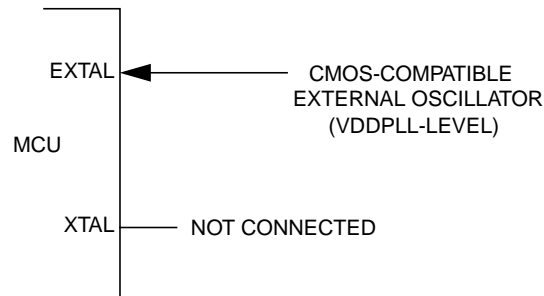 EXTAL
CMOS-COMPATIBLE
EXTERNAL OSCILLATOR
(VDDPLL-LEVEL)
MCU
XTAL
NOT CONNECTED